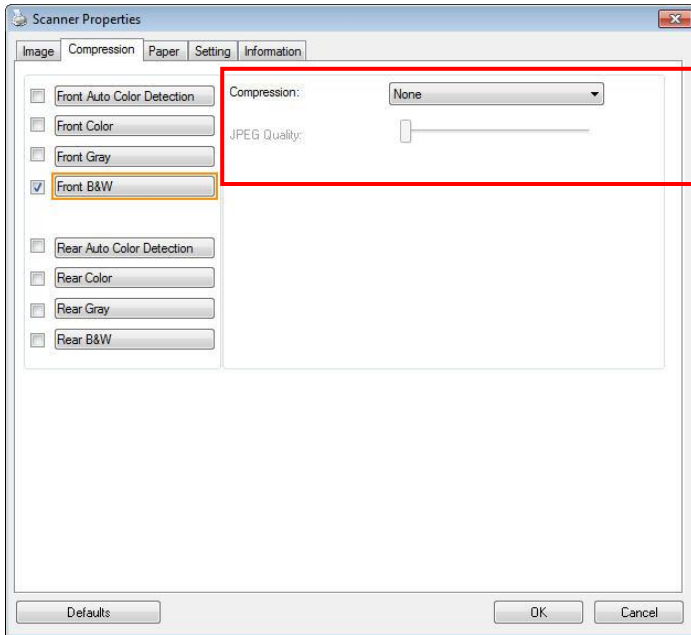 Scanner Properties
Image Compression Paper Setting Information
Front Auto Color Detection
Front Color
Front Gray
Front B&W
Rear Auto Color Detection
Rear Color
Rear Gray
Rear B&W
Compression: None
JPEG Quality:
Defaults OK Cancel